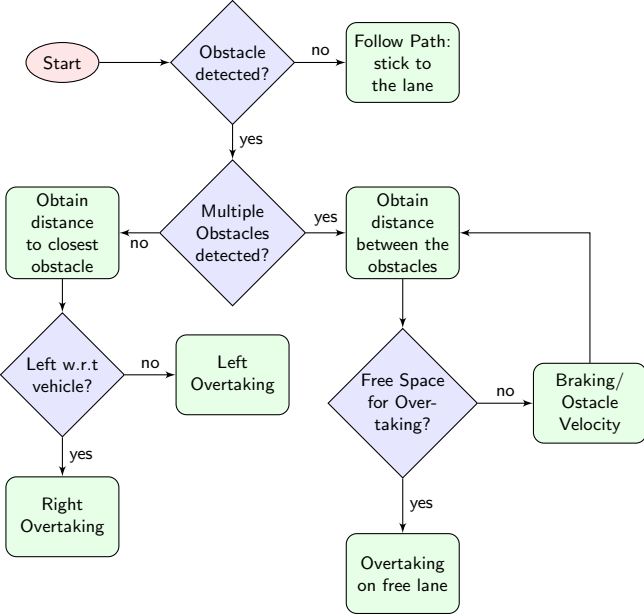 Start
Obstacle
detected?
no
Follow Path:
stick to
the lane
yes
Obtain
distance
to closest
obstacle
no
Multiple
Obstacles
detected?
yes
Obtain
distance
between the
obstacles
Left w.r.t
vehicle?
no
Left
Overtaking
Free Space
for Over-
taking?
no
Braking/
Ostacle
Velocity
yes
Right
Overtaking
yes
Overtaking
on free lane